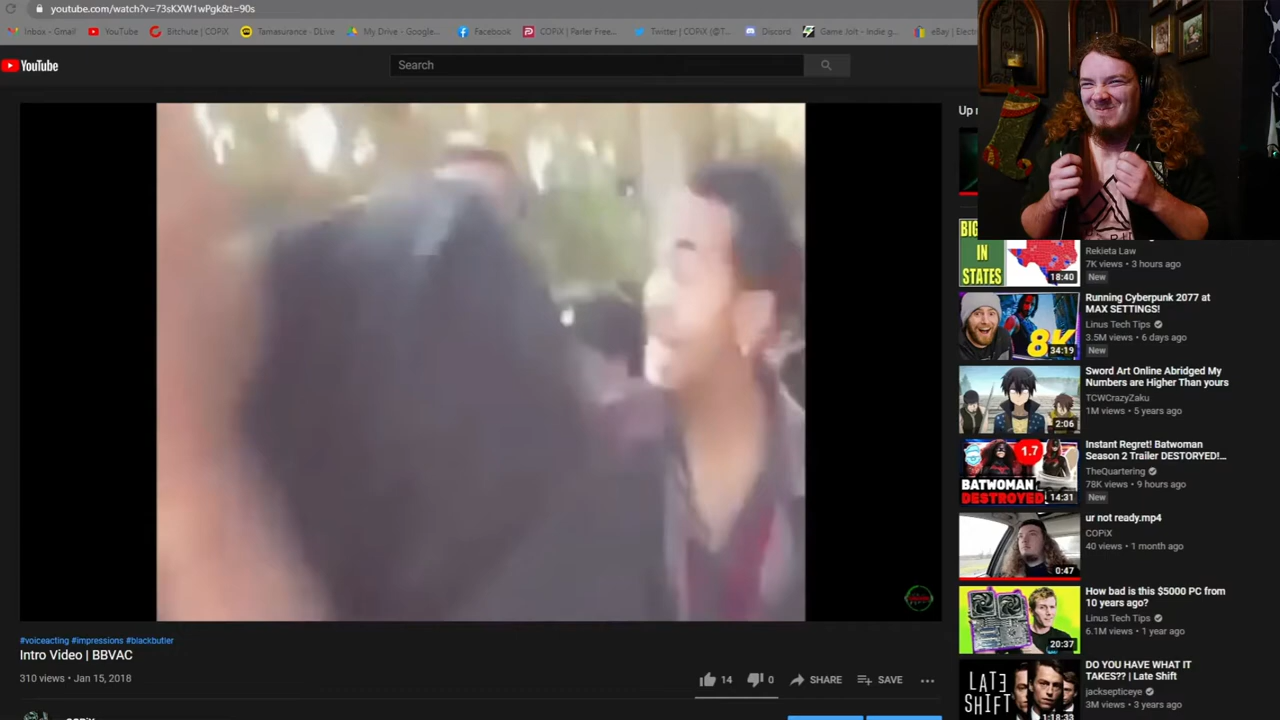 youtube.com/watch?v=73sKXW1wPgk&t=90s
Inbox - Gmail
YouTube
Bitchute | COPiX
Tamasurance - DLive
My Drive - Google...
Facebook
COPiX | Parler Free...
Twitter | COPiX (@T...
Discord
Game Jolt - Indie g...
eBay | Electr
YouTube
Search
Up n
BIG
IN
STATES
18:40
Rekieta Law
7K views • 3 hours ago
New
8K
34:19
Running Cyberpunk 2077 at
MAX SETTINGS!
Linus Tech Tips
3.5M views • 6 days ago
New
2:06
Sword Art Online Abridged My
Numbers are Higher Than yours
TCWCrazyZaku
1M views • 5 years ago
1.7
BATWOMAN
DESTROYED
14:31
Instant Regret! Batwoman
Season 2 Trailer DESTORYED!...
TheQuartering
78K views • 9 hours ago
New
0:47
ur not ready.mp4
COPiX
40 views • 1 month ago
20:37
How bad is this $5000 PC from
10 years ago?
Linus Tech Tips
6.1M views • 1 year ago
LATE
SHIFT
1:18:33
DO YOU HAVE WHAT IT
TAKES?? | Late Shift
jacksepticeye
3M views • 3 years ago
#voiceacting #impressions #blackbutler
Intro Video | BBVAC
310 views • Jan 15, 2018
14
0
SHARE
SAVE
COPiX